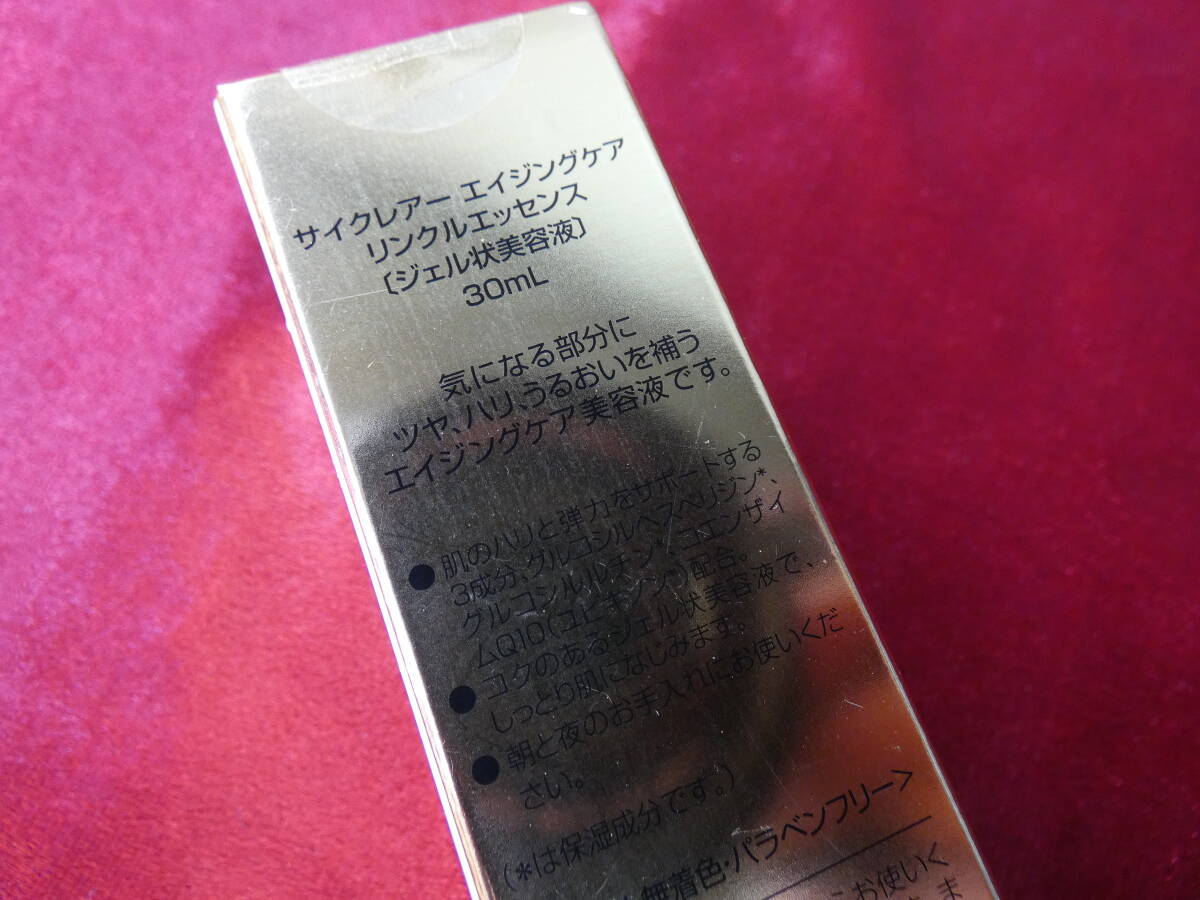 サイクレアー エイジングケア
リンクルエッセンス
〔ジェル状美容液〕
30mL
気になる部分に
ツヤ、ハリ、うるおいを補う
エイジングケア美容液です。
●肌のハリと弾力をサポートする
3成分、グルコシルヘスペリジン*、
グルコシルルチン*、コエンザイ
ムQ10(ユビキノン)配合。
●コクのあるジェル状美容液で、
しっとり肌になじみます。
●朝と夜のお手入れにお使いくだ
さい。
(*は保湿成分です。)
無着色・パラベンフリー>
お使いく
ま